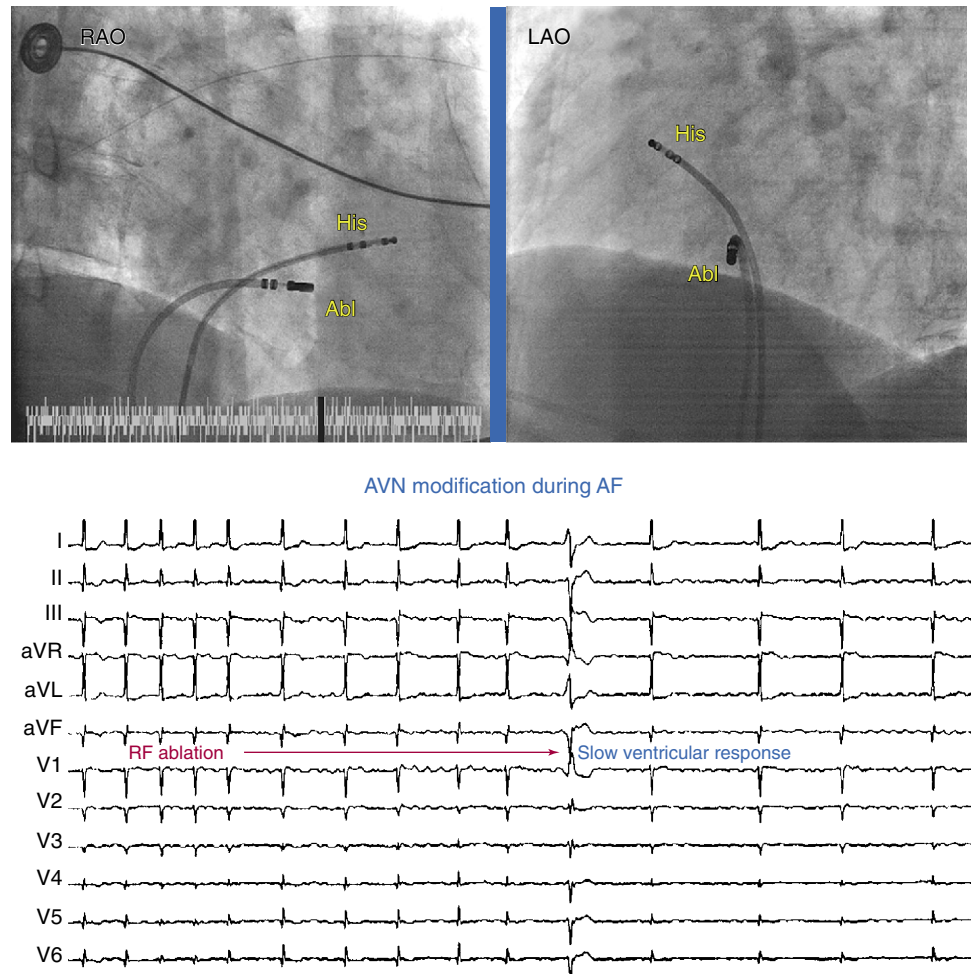 RAO
LAO
His
His
Abl
Abl
AVN modification during AF
I
II
III
aVR
aVL
aVF
RF ablation
Slow ventricular response
V1
V2
V3
V4
V5
V6